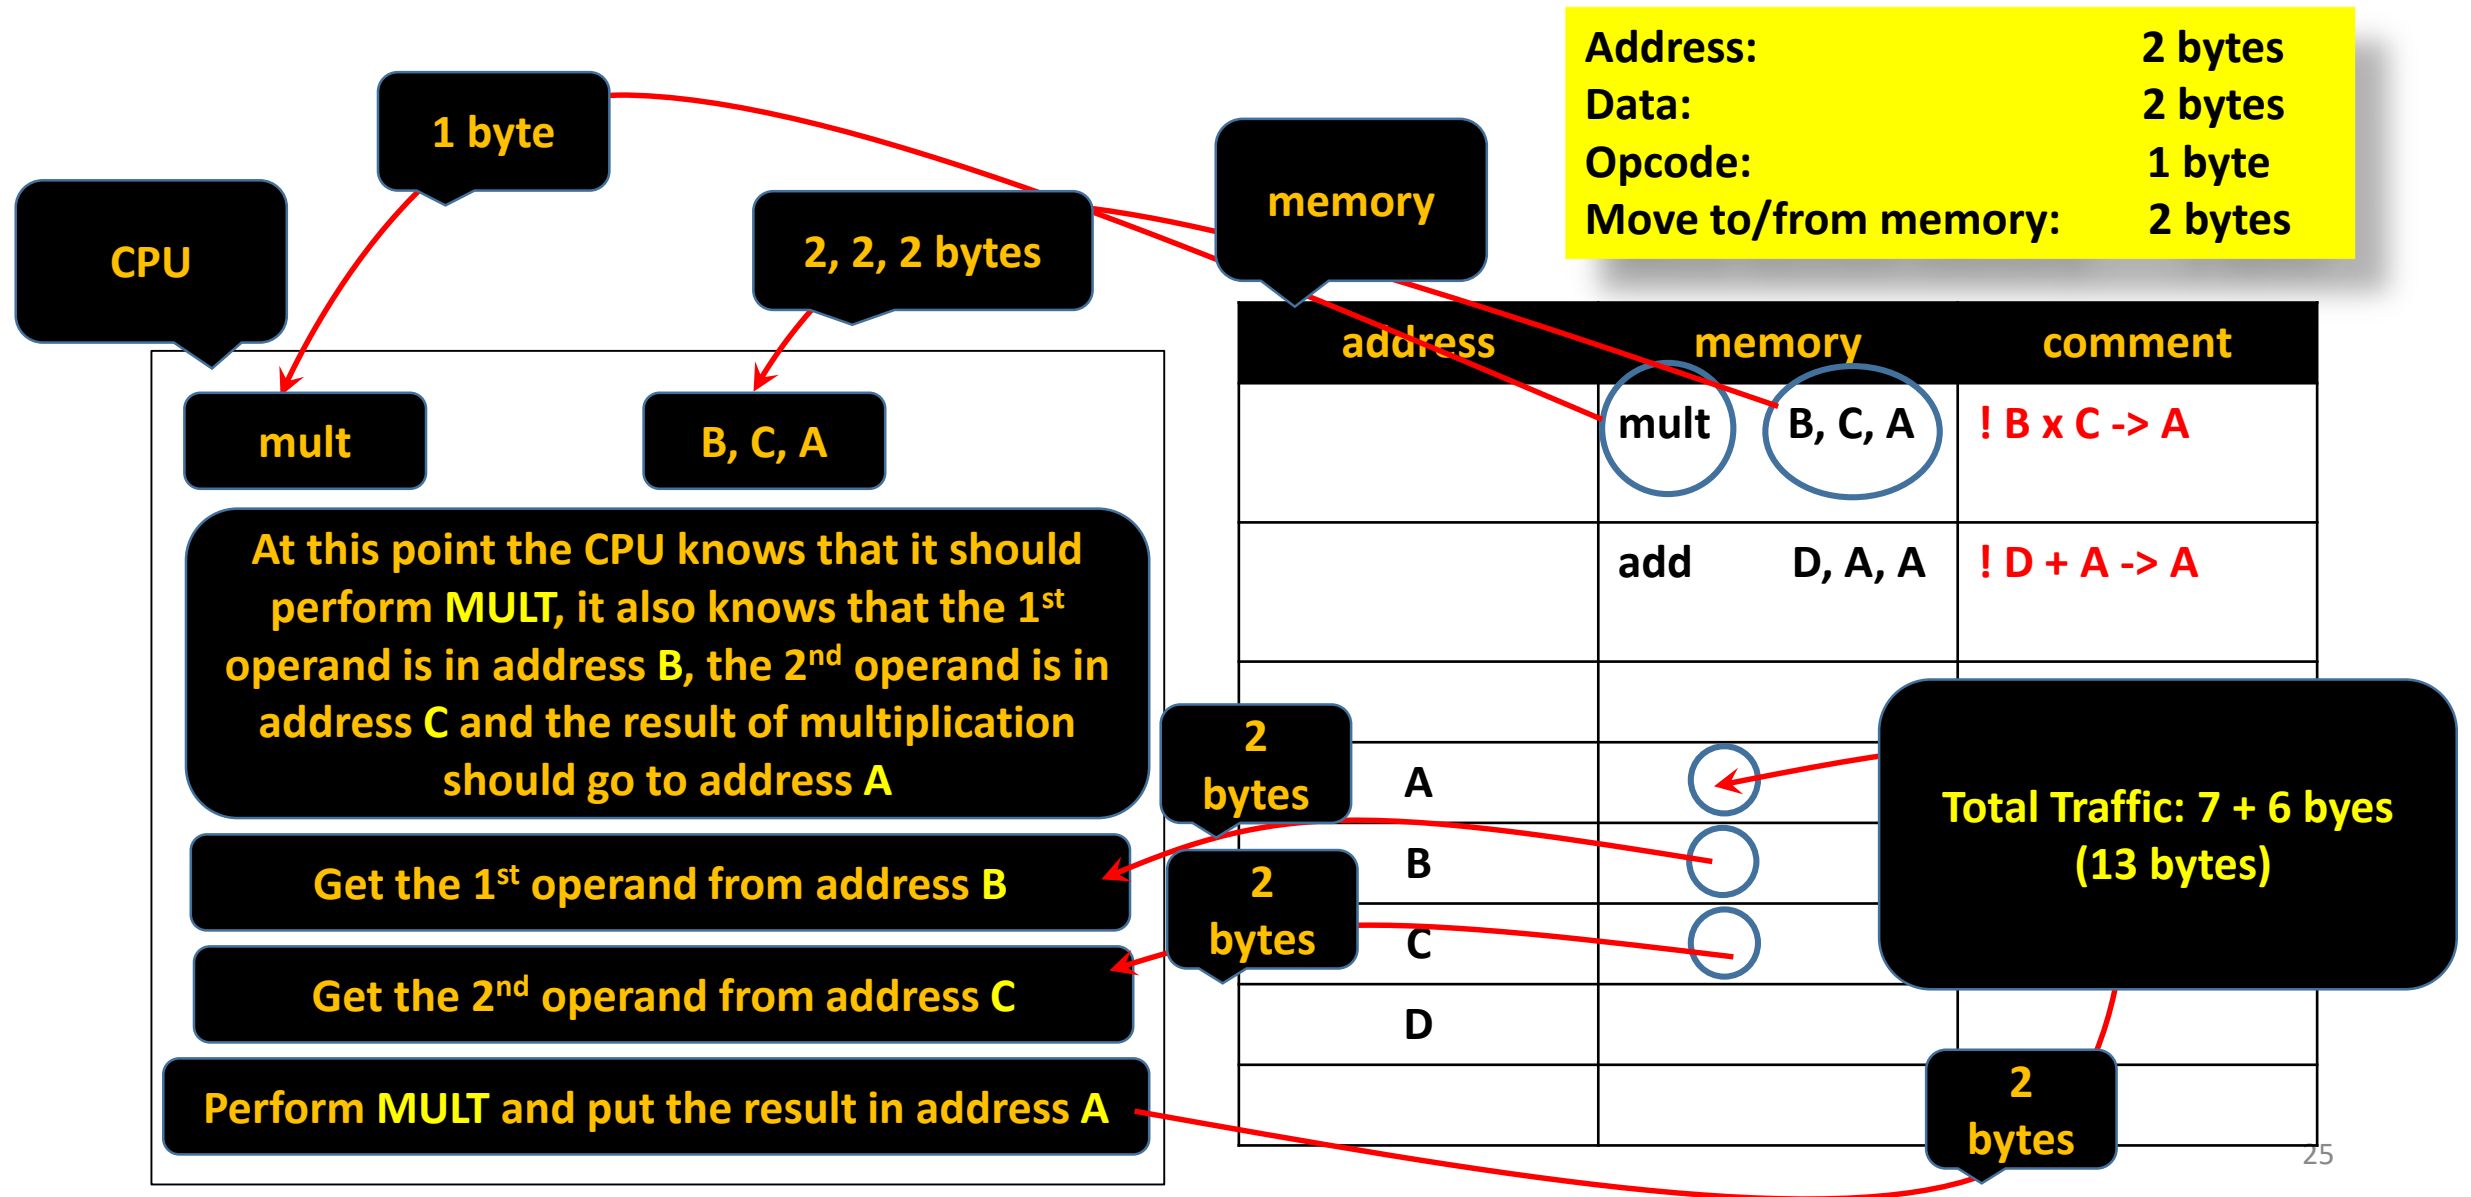 Address: 2 bytes
Data: 2 bytes
Opcode: 1 byte
Move to/from memory: 2 bytes
1 byte
memory
CPU
2, 2, 2 bytes
mult
B, C, A
At this point the CPU knows that it should
perform MULT, it also knows that the 1st
operand is in address B, the 2nd operand is in
address C and the result of multiplication
should go to address A
Get the 1st operand from address B
Get the 2nd operand from address C
Perform MULT and put the result in address A
2
bytes
2
bytes
address memory comment
mult B, C, A ! B x C -> A
add D, A, A ! D + A -> A
A
B
C
D
Total Traffic: 7 + 6 byes
(13 bytes)
2
bytes
25